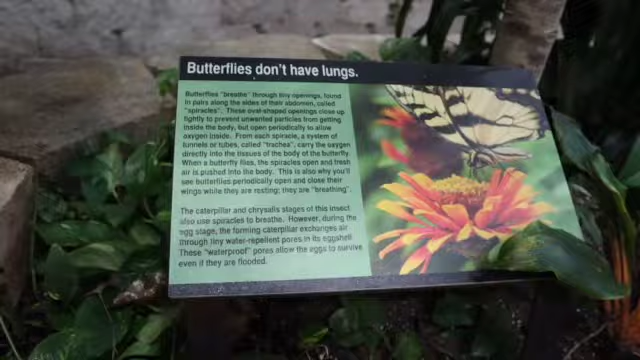 Butterflies don't have lungs.
Butterflies "breathe" through tiny openings, found
in pairs along the sides of their abdomen, called
"spiracles". These oval-shaped openings close up
tightly to prevent unwanted particles from getting
inside the body, but open periodically to allow
oxygen inside. From each spiracle, a system of
tunnels or tubes, called "trachea", carry the oxygen
directly into the tissues of the body of the butterfly.
When a butterfly flies, the spiracles open and fresh
air is pushed into the body. This is also why you'll
see butterflies periodically open and close their
wings while they are resting; they are "breathing".
The caterpillar and chrysalis stages of this insect
also use spiracles to breathe. However, during the
egg stage, the forming caterpillar exchanges air
through tiny water-repellent pores in its eggshell.
These "waterproof" pores allow the eggs to survive
even if they are flooded.